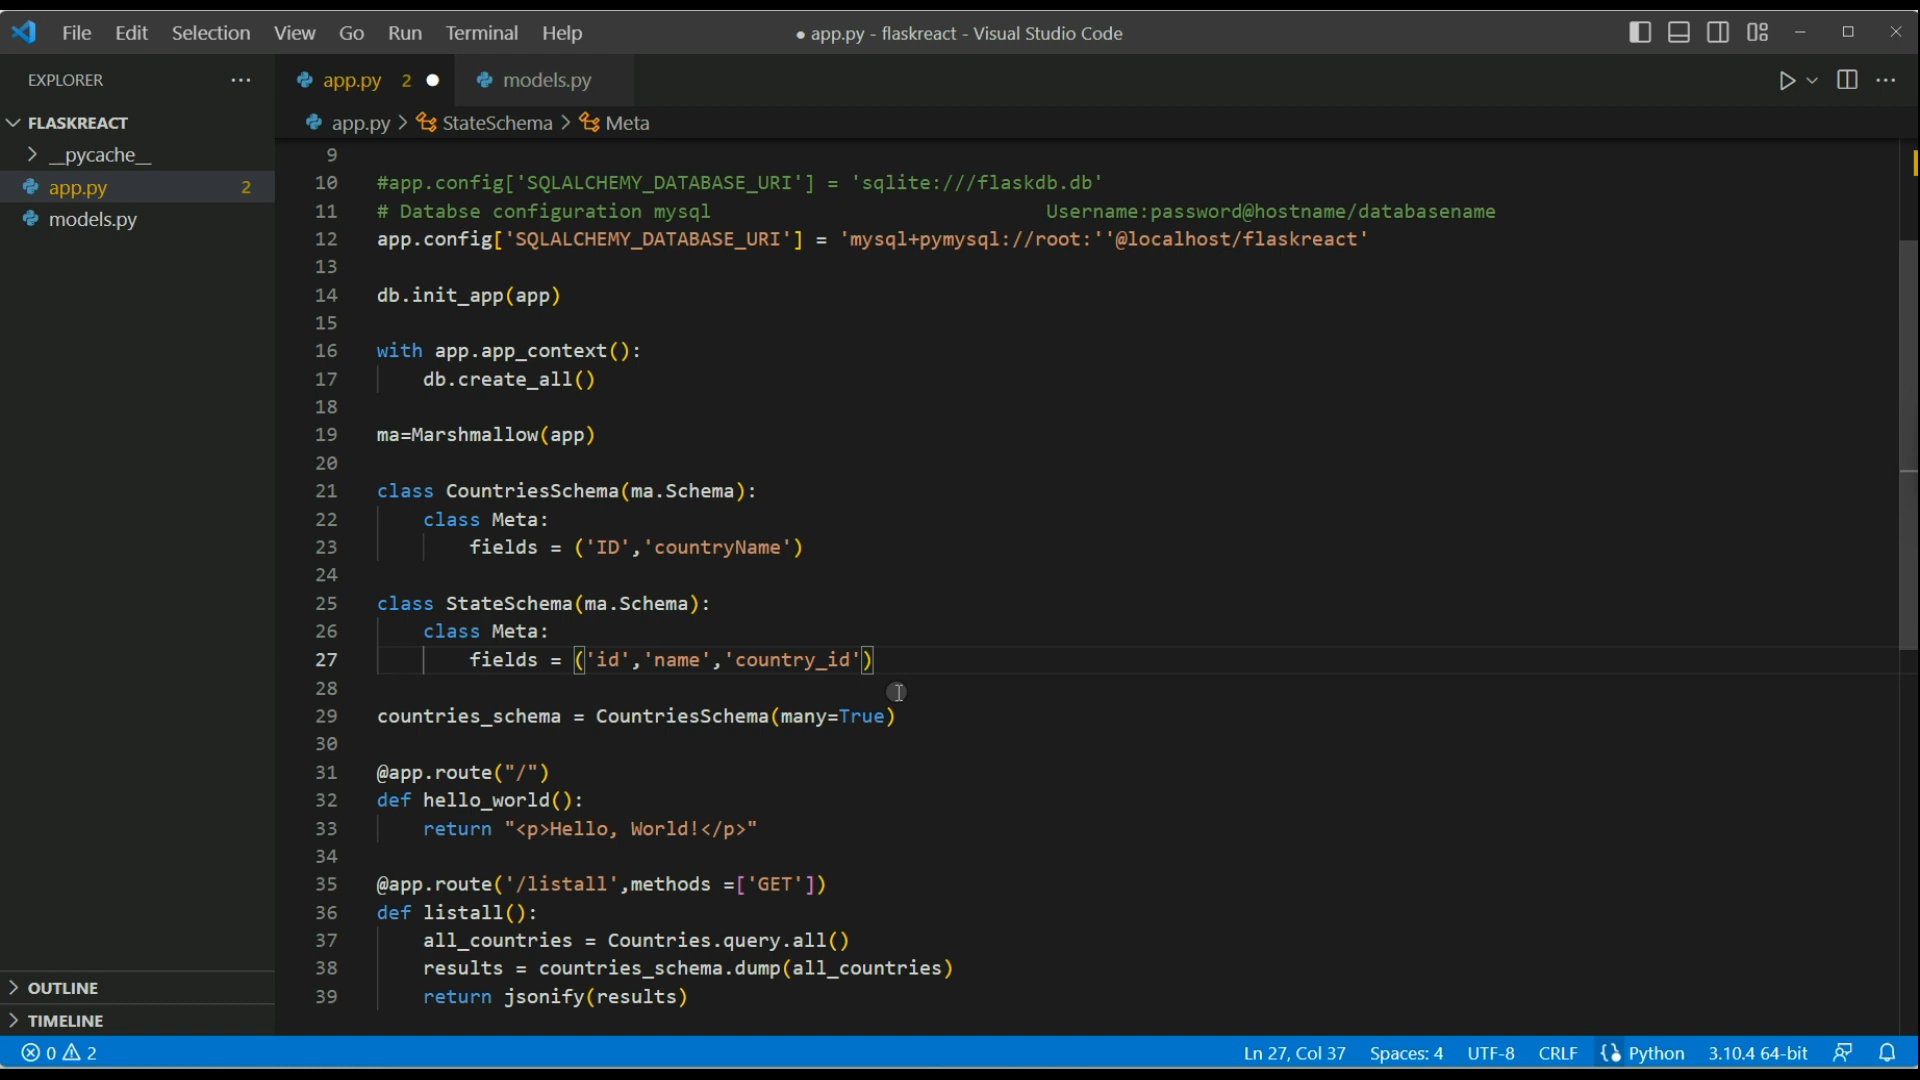 File Edit Selection View Go Run Terminal Help
● app.py - flaskreact - Visual Studio Code
EXPLORER
FLASKREACT
__pycache__
app.py 2
models.py
OUTLINE
TIMELINE
app.py 2 ●
models.py
app.py > StateSchema > Meta
9
10 #app.config['SQLALCHEMY_DATABASE_URI'] = 'sqlite:///flaskdb.db'
11 # Databse configuration mysql                             Username:password@hostname/databasename
12 app.config['SQLALCHEMY_DATABASE_URI'] = 'mysql+pymysql://root:''@localhost/flaskreact'
13
14 db.init_app(app)
15
16 with app.app_context():
17     db.create_all()
18
19 ma=Marshmallow(app)
20
21 class CountriesSchema(ma.Schema):
22     class Meta:
23         fields = ('ID','countryName')
24
25 class StateSchema(ma.Schema):
26     class Meta:
27         fields = ('id','name','country_id')
28
29 countries_schema = CountriesSchema(many=True)
30
31 @app.route("/")
32 def hello_world():
33     return "<p>Hello, World!</p>"
34
35 @app.route('/listall',methods =['GET'])
36 def listall():
37     all_countries = Countries.query.all()
38     results = countries_schema.dump(all_countries)
39     return jsonify(results)
0 2
Ln 27, Col 37 Spaces: 4 UTF-8 CRLF Python 3.10.4 64-bit